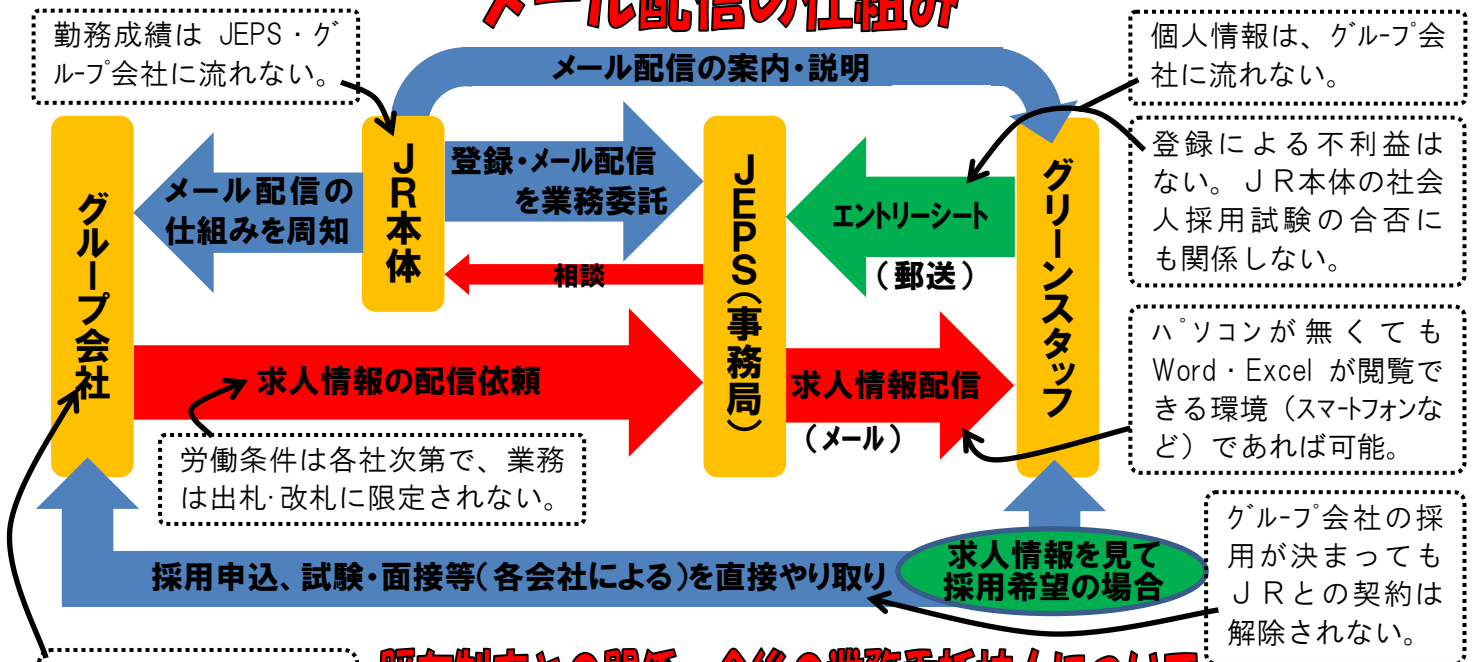 メール配信の仕組み
勤務成績は JEPS・グ
ループ会社に流れない。
メール配信の案内・説明
個人情報は、グループ会
社に流れない。
登録による不利益は
ない。ＪＲ本体の社会
人採用試験の合否に
も関係しない。
グループ会社
メール配信の
仕組みを周知
ＪＲ本体
登録・メール配信
を業務委託
相談
ＪＥＰＳ（事務局）
エントリーシート
（郵送）
グリーンスタッフ
求人情報の配信依頼
求人情報配信
（メール）
パソコンが無くても
Word・Excel が閲覧で
きる環境（スマートフォンな
ど）であれば可能。
労働条件は各社次第で、業務
は出札・改札に限定されない。
採用申込、試験・面接等（各会社による）を直接やり取り
求人情報を見て
採用希望の場合
グループ会社の採
用が決まっても
ＪＲとの契約は
解除されない。